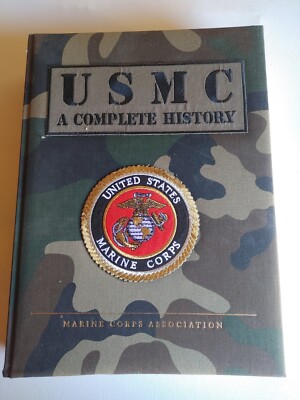 USMC
A COMPLETE HISTORY
UNITED STATES
MARINE CORPS
MARINE CORPS ASSOCIATION